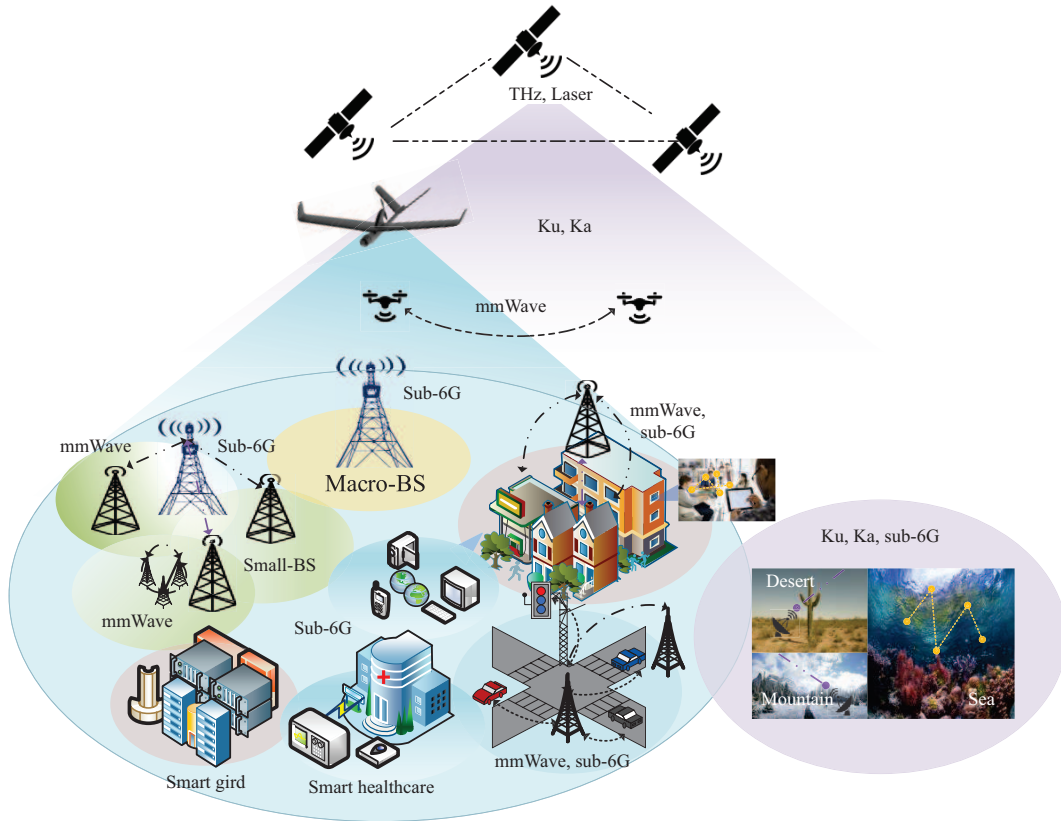 THz, Laser
Ku, Ka
mmWave
Sub-6G
mmWave,
sub-6G
mmWave
Sub-6G
Macro-BS
Small-BS
mmWave
Ku, Ka, sub-6G
Desert
Mountain
Sea
Sub-6G
mmWave, sub-6G
Smart gird
Smart healthcare